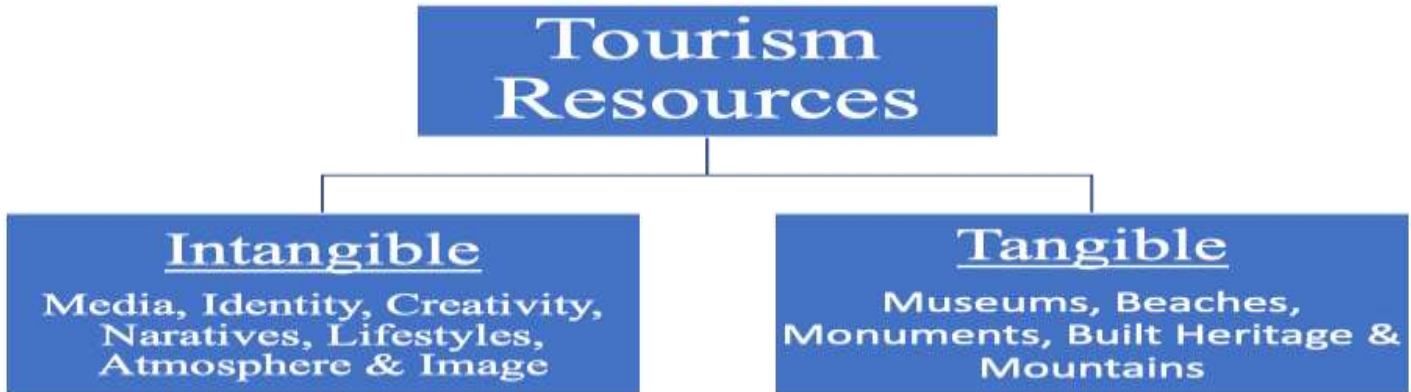 Tourism
Resources
Intangible
Media, Identity, Creativity,
Naratives, Lifestyles,
Atmosphere & Image
Tangible
Museums, Beaches,
Monuments, Built Heritage &
Mountains